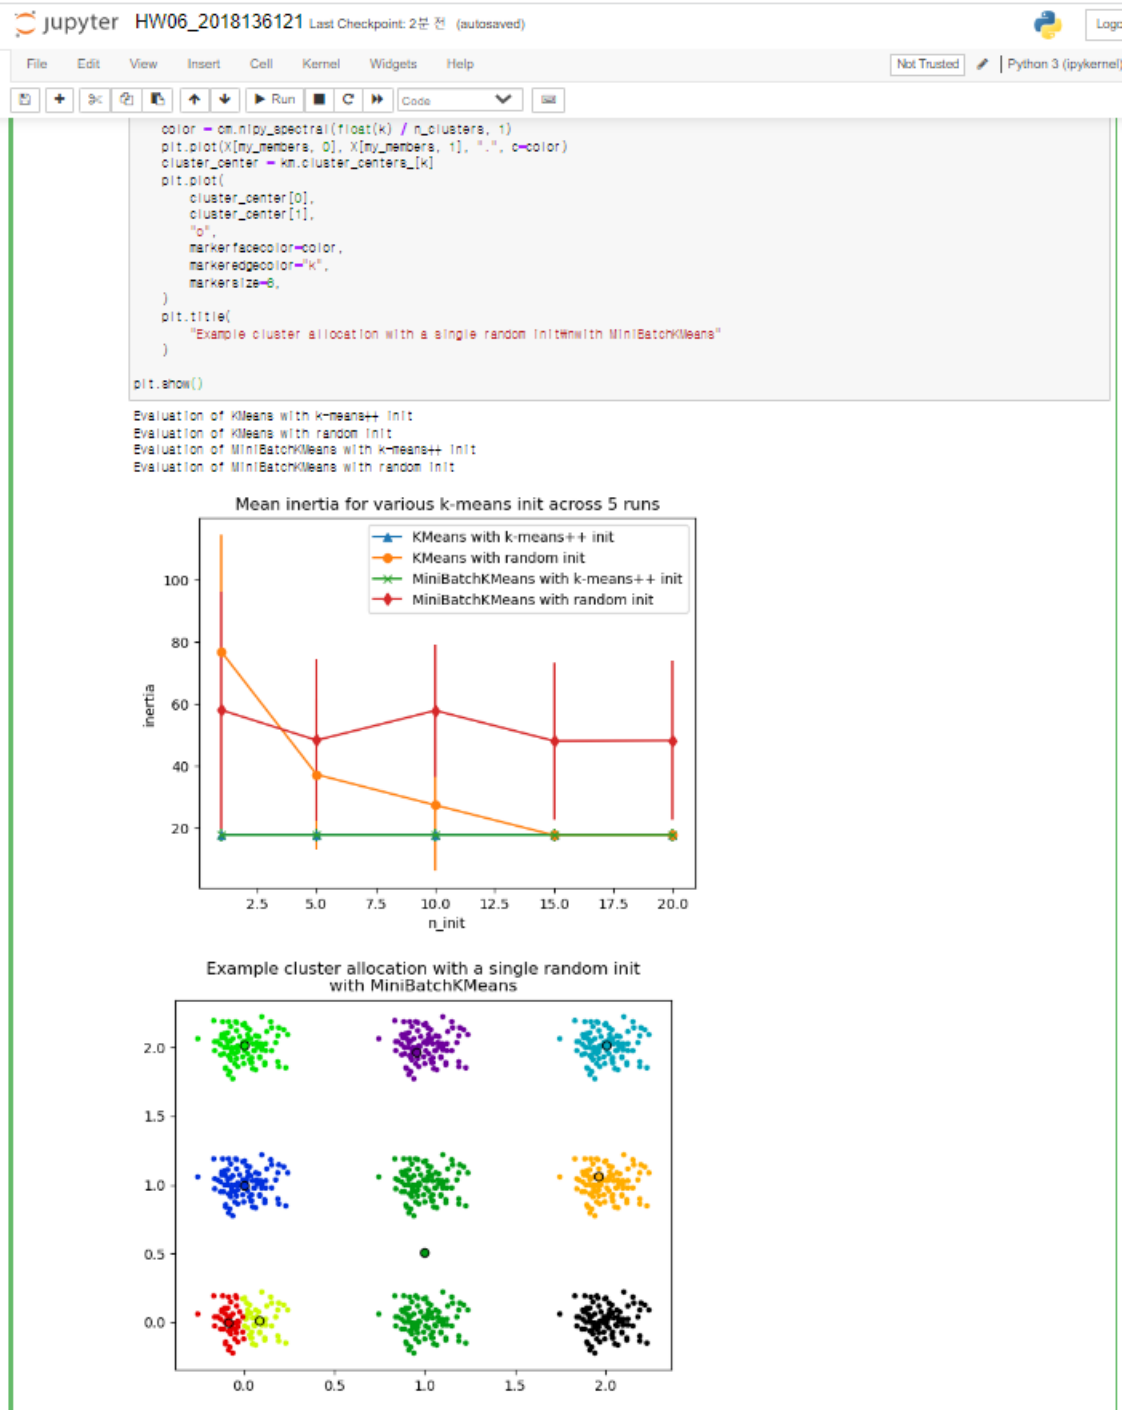 jupyter HW06_2018136121 Last Checkpoint: 2분 전 (autosaved)
File Edit View Insert Cell Kernel Widgets Help Not Trusted Python 3 (ipykernel)
Run Code
color = cm.nipy_spectral(float(k) / n_clusters, 1)
plt.plot(X[my_members, 0], X[my_members, 1], ".", c=color)
cluster_center = km.cluster_centers_[k]
plt.plot(
cluster_center[0],
cluster_center[1],
"o",
markerfacecolor=color,
markeredgecolor="k",
markersize=6,
)
plt.title(
"Example cluster allocation with a single random init₩nwith MiniBatchKMeans"
)
plt.show()
Evaluation of KMeans with k-means++ init
Evaluation of KMeans with random init
Evaluation of MiniBatchKMeans with k-means++ init
Evaluation of MiniBatchKMeans with random init
Mean inertia for various k-means init across 5 runs
KMeans with k-means++ init
KMeans with random init
MiniBatchKMeans with k-means++ init
MiniBatchKMeans with random init
100
80
60
40
20
inertia
2.5 5.0 7.5 10.0 12.5 15.0 17.5 20.0
n_init
Example cluster allocation with a single random init
with MiniBatchKMeans
2.0
1.5
1.0
0.5
0.0
0.0 0.5 1.0 1.5 2.0